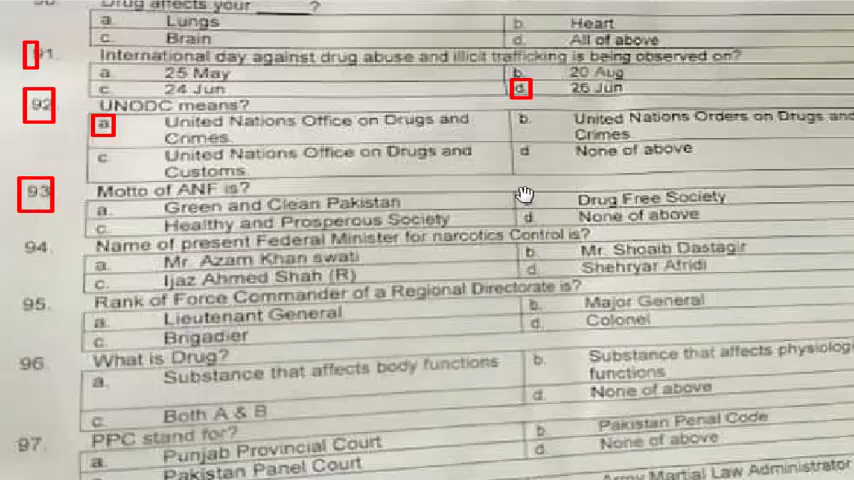 Drug affects your _____ ?
a. Lungs b. Heart
c. Brain d. All of above
91. International day against drug abuse and illicit trafficking is being observed on?
a. 25 May b. 20 Aug
c. 24 Jun d. 26 Jun
92. UNODC means?
a. United Nations Office on Drugs and Crimes. b. United Nations Orders on Drugs and Crimes
c. United Nations Office on Drugs and Customs. d None of above
93 Motto of ANF is?
a. Green and Clean Pakistan Drug Free Society
c. Healthy and Prosperous Society d None of above
94. Name of present Federal Minister for narcotics Control is?
a. Mr. Azam Khan swati b. Mr. Shoaib Dastagir
c. Ijaz Ahmed Shah (R) d. Shehryar Afridi
95. Rank of Force Commander of a Regional Directorate is?
a. Lieutenant General b. Major General
c. Brigadier d. Colonel
96. What is Drug?
a. Substance that affects body functions b. Substance that affects physiologi functions
c. Both A & B d. None of above
97. PPC stand for?
a. Punjab Provincial Court b. Pakistan Penal Code
Pakistan Panel Court d. None of above
Army Martial Law Administrator